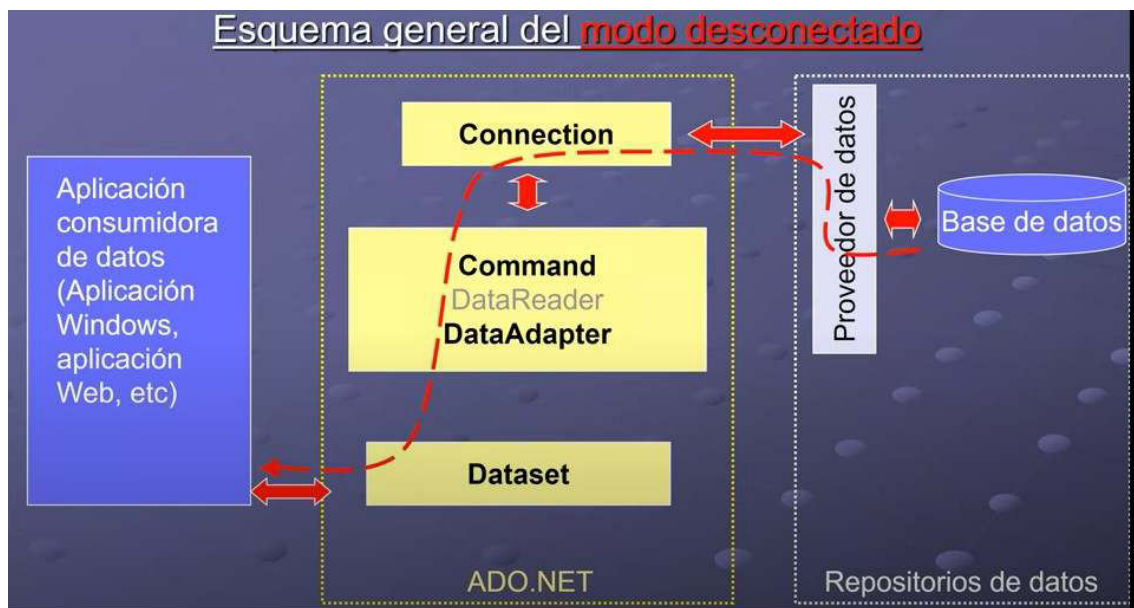 Esquema general del modo desconectado
Aplicación
consumidora
de datos
(Aplicación
Windows,
aplicación
Web, etc)
Connection
Command
DataReader
DataAdapter
Dataset
ADO.NET
Proveedor de datos
Base de datos
Repositorios de datos